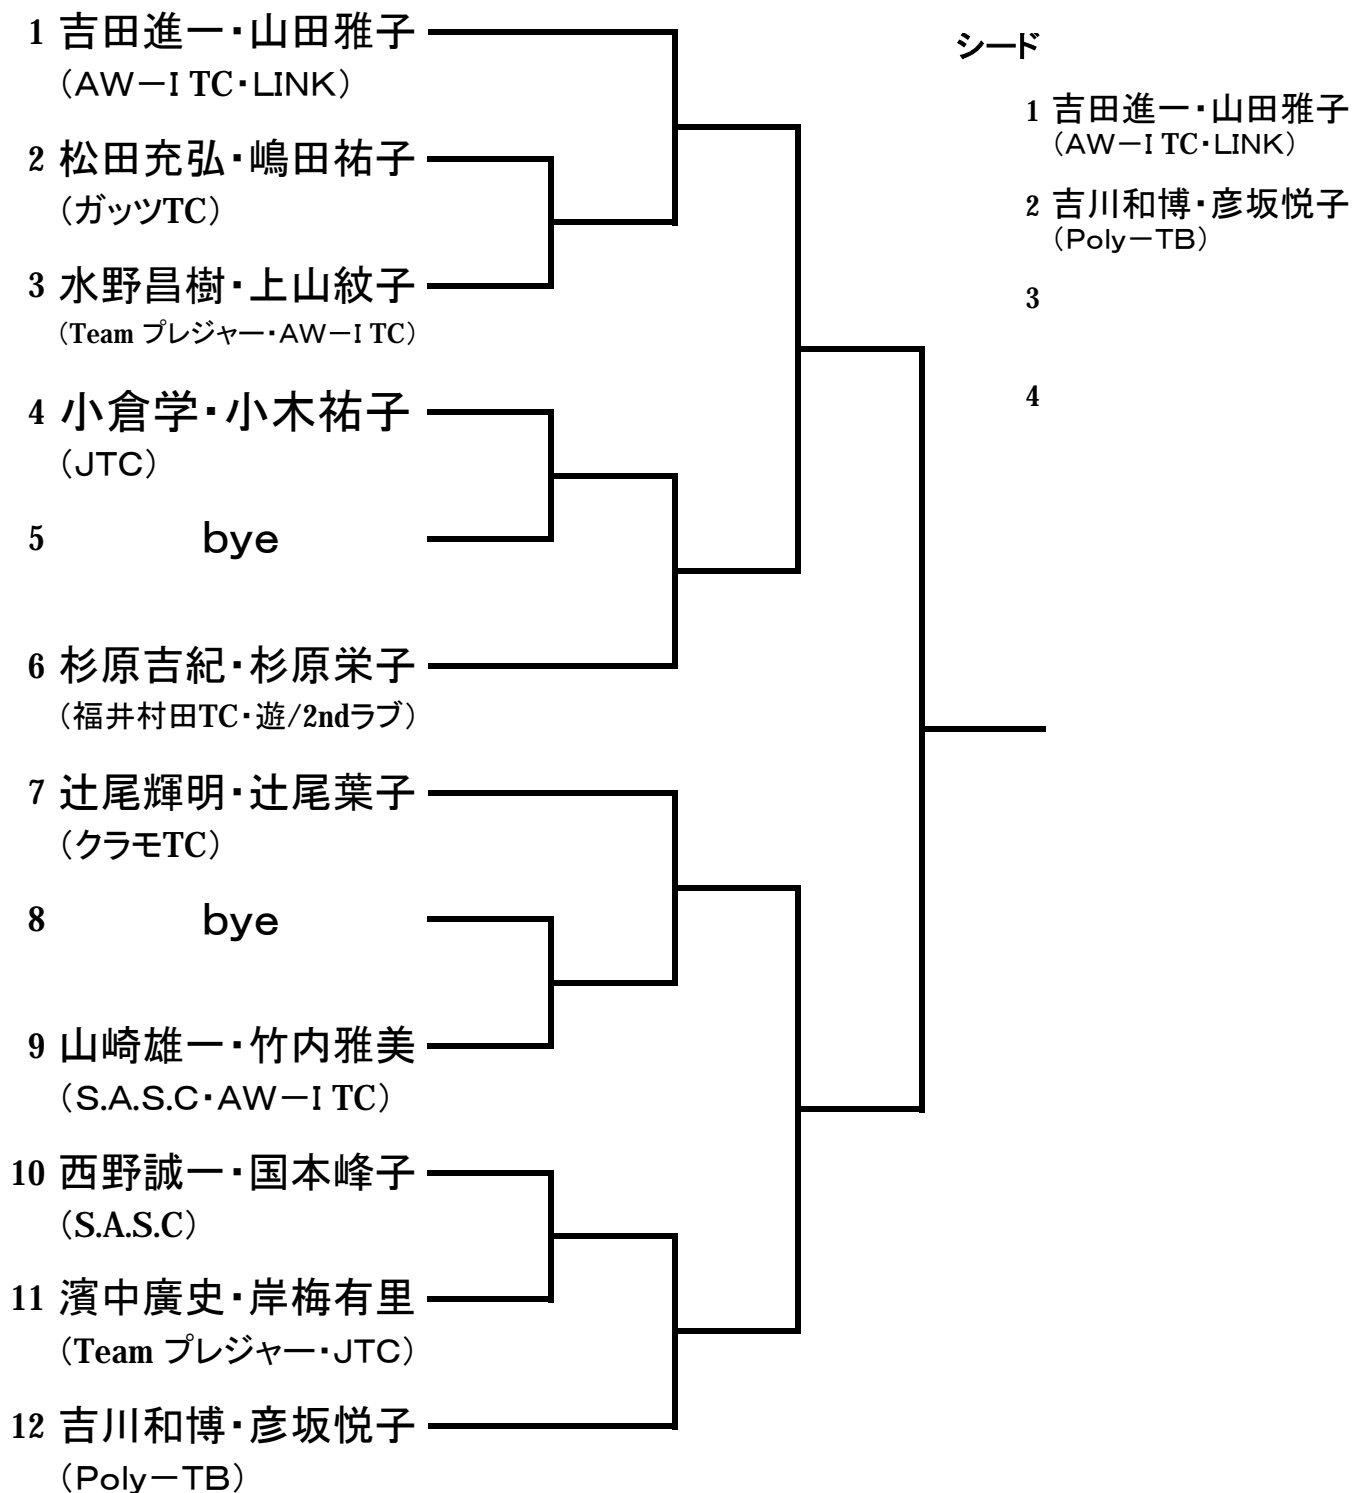 1 吉田進一・山田雅子
（AW－I TC・LINK）
2 松田充弘・嶋田祐子
（ガッツTC）
3 水野昌樹・上山紋子
（Team プレジャー・AW－I TC）
4 小倉学・小木祐子
（JTC）
5 bye
6 杉原吉紀・杉原栄子
（福井村田TC・遊/2ndラブ）
7 辻尾輝明・辻尾葉子
（クラモTC）
8 bye
9 山崎雄一・竹内雅美
（S.A.S.C・AW－I TC）
10 西野誠一・国本峰子
（S.A.S.C）
11 濱中廣史・岸梅有里
（Team プレジャー・JTC）
12 吉川和博・彦坂悦子
（Poly－TB）
シード
1 吉田進一・山田雅子
（AW－I TC・LINK）
2 吉川和博・彦坂悦子
（Poly－TB）
3
4